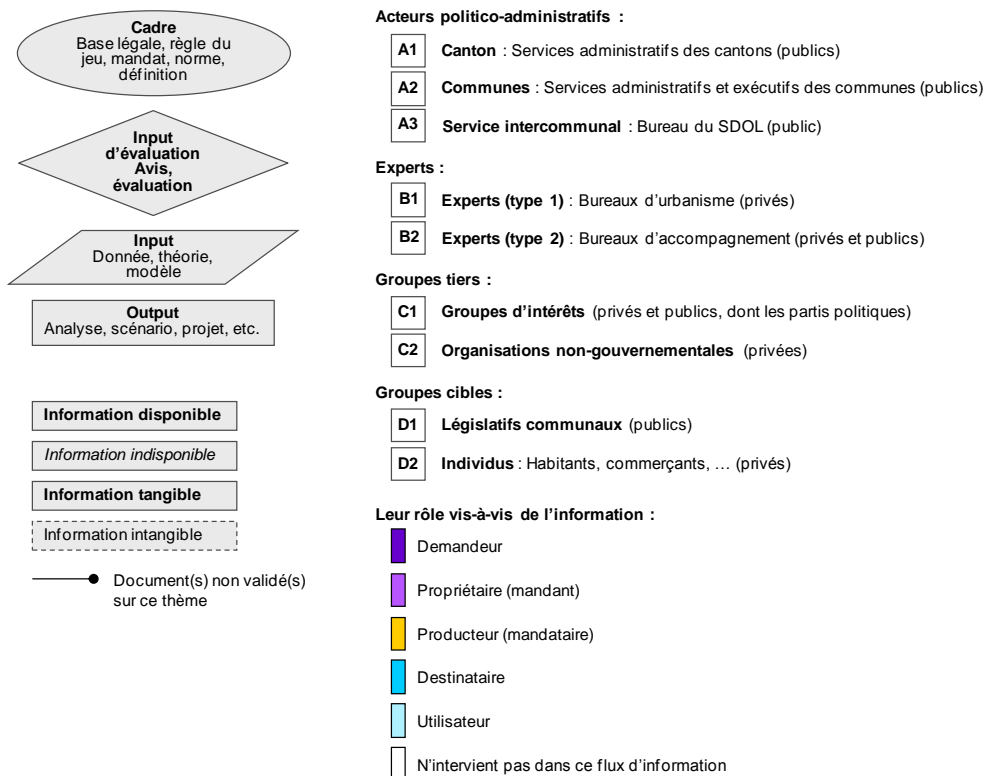 Cadre
Base légale, règle du
jeu, mandat, norme,
définition
Input
d'évaluation
Avis,
évaluation
Input
Donnée, théorie,
modèle
Output
Analyse, scénario, projet, etc.
Information disponible
Information indisponible
Information tangible
Information intangible
Document(s) non validé(s)
sur ce thème
Acteurs politico-administratifs :
A1 Canton : Services administratifs des cantons (publics)
A2 Communes : Services administratifs et exécutifs des communes (publics)
A3 Service intercommunal : Bureau du SDOL (public)
Experts :
B1 Experts (type 1) : Bureaux d'urbanisme (privés)
B2 Experts (type 2) : Bureaux d'accompagnement (privés et publics)
Groupes tiers :
C1 Groupes d'intérêts (privés et publics, dont les partis politiques)
C2 Organisations non-gouvernementales (privées)
Groupes cibles :
D1 Législatifs communaux (publics)
D2 Individus : Habitants, commerçants, … (privés)
Leur rôle vis-à-vis de l'information :
Demandeur
Propriétaire (mandant)
Producteur (mandataire)
Destinataire
Utilisateur
N'intervient pas dans ce flux d'information